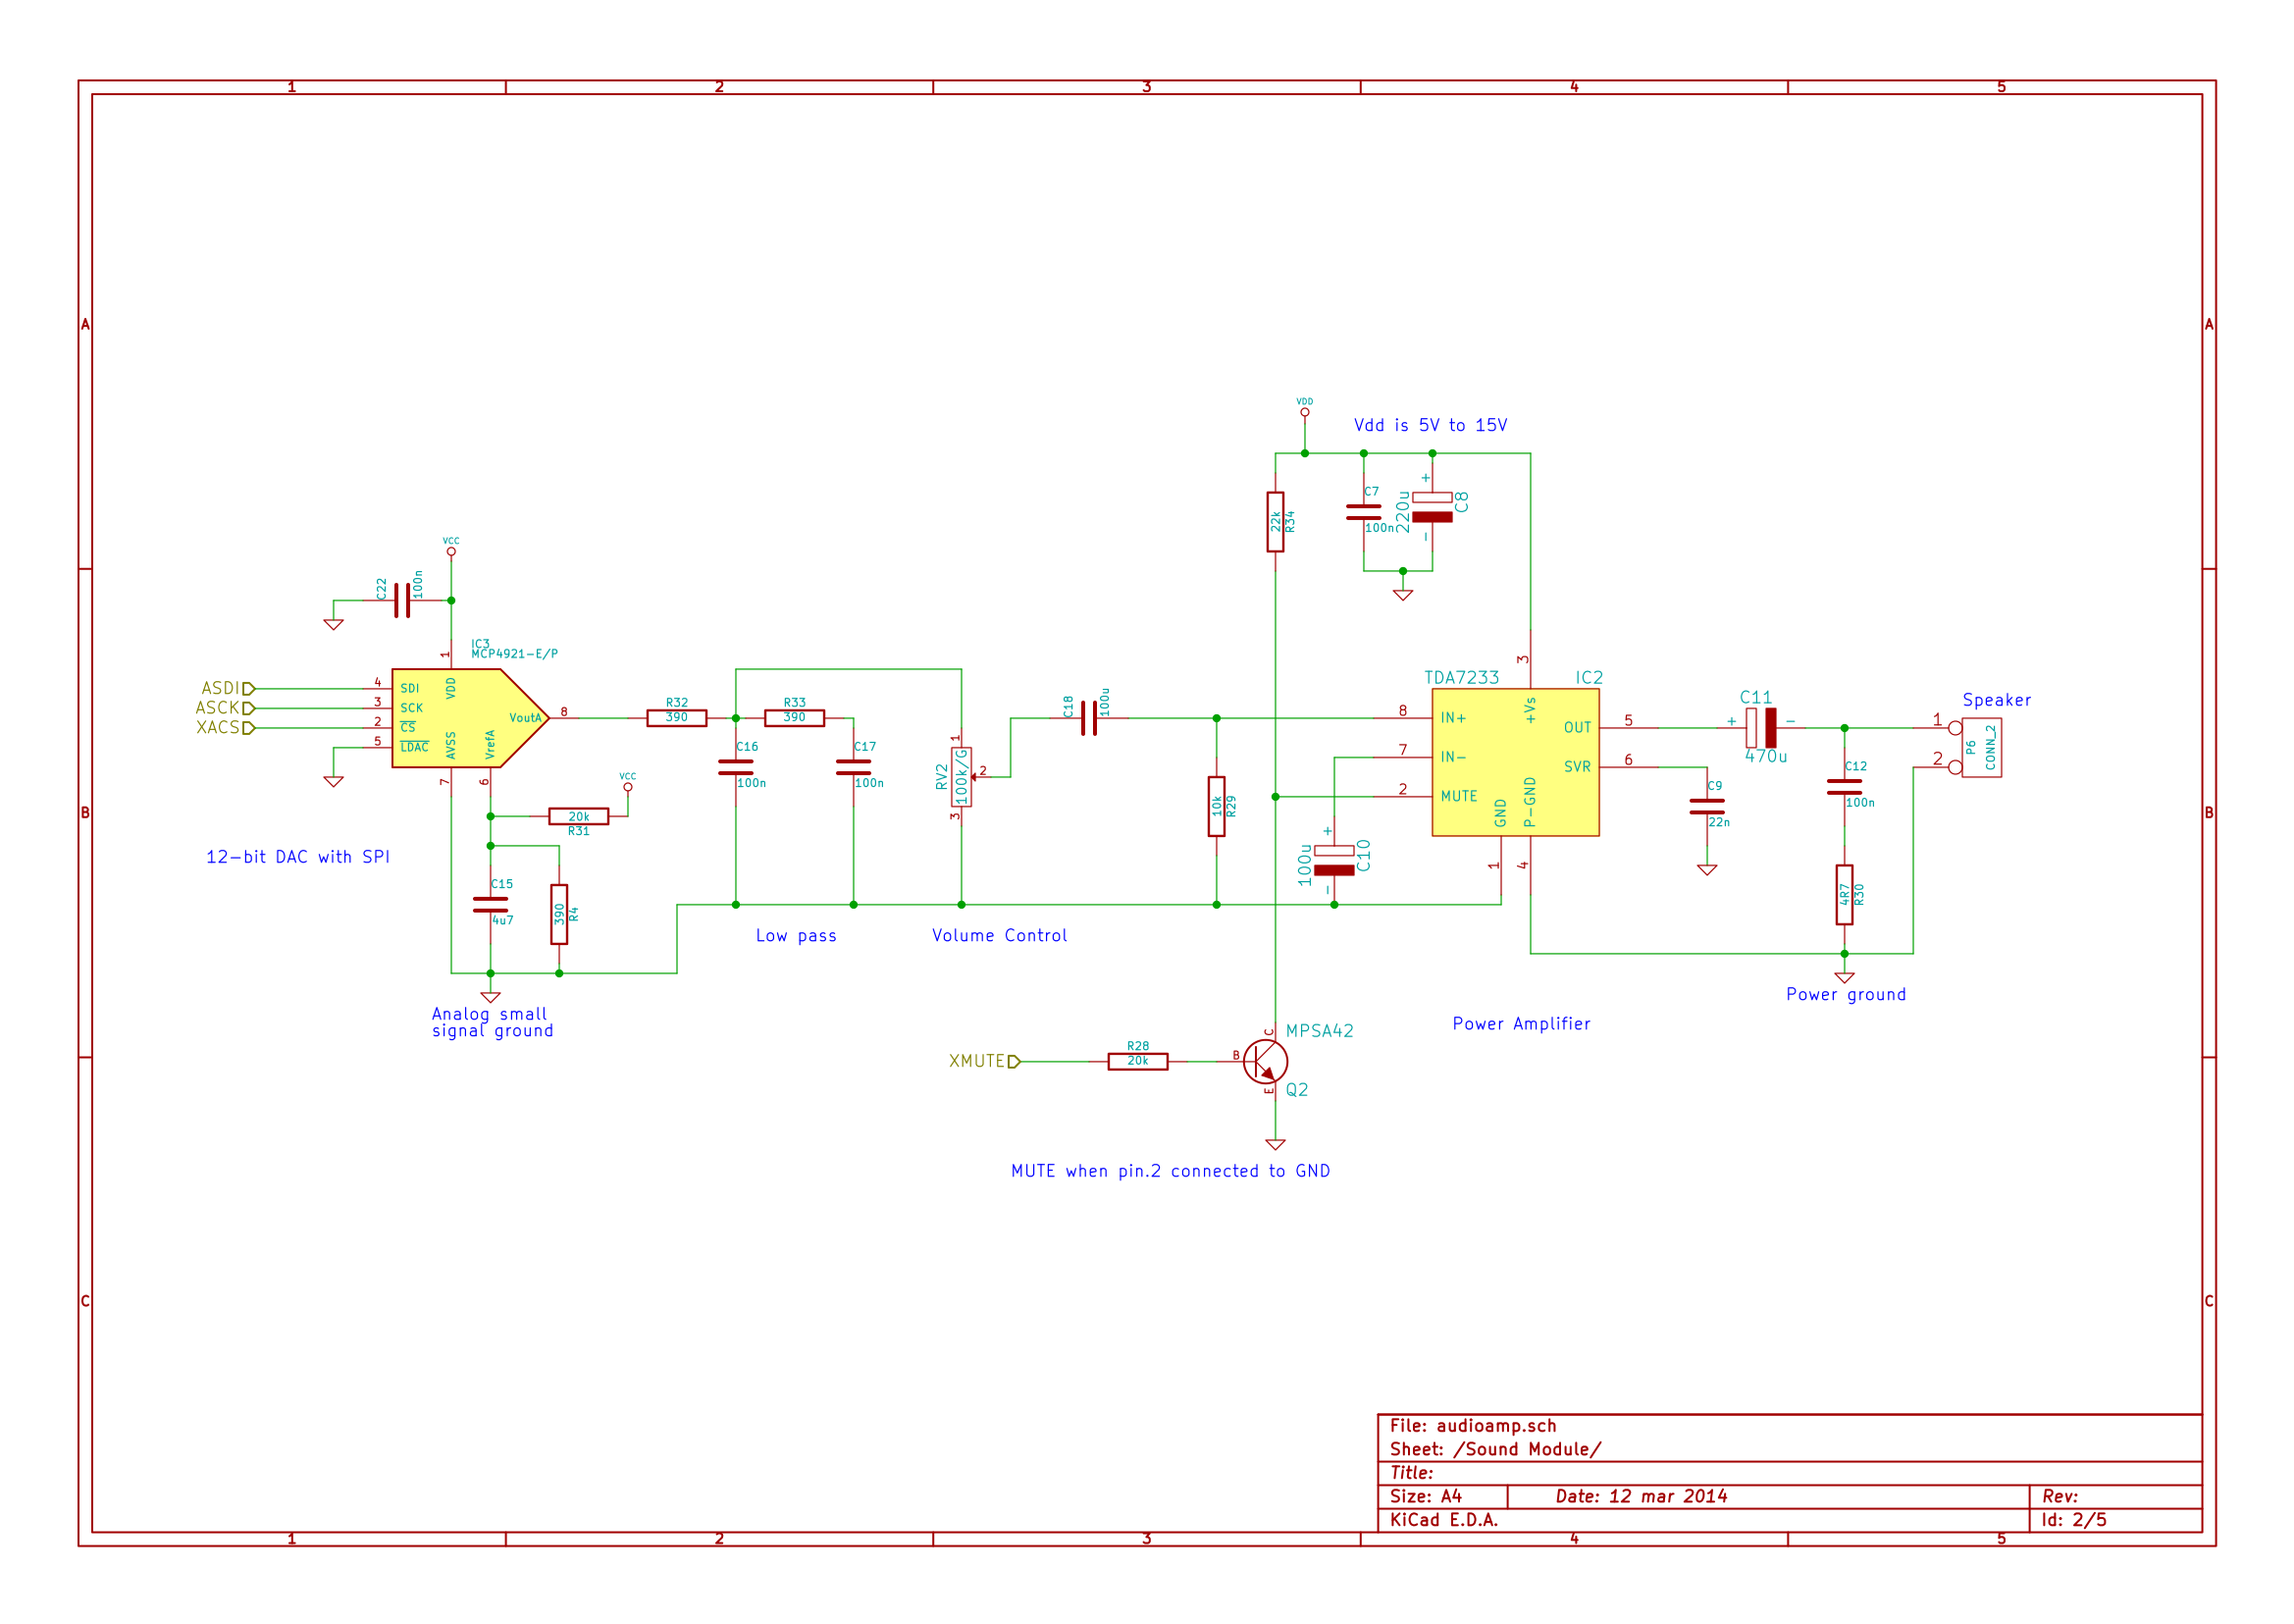 1 2 3 4 5
A A
VDD
Vdd is 5V to 15V
+ +
22k R34
C7 100n
220u C8
- 
VCC
C22 100n
IC3
MCP4921-E/P
1
3
TDA7233 IC2
ASDI 4 SDI
ASCK 3 SCK
XACS 2 CS
5 LDAC
VDD
AVSS
VrefA
VoutA 8
7 6
R32
390
R33
390
C16
100n
C17
100n
RV2 100k/G
1
2
3
C18 100u
10k R29
8 IN+
7 IN-
2 MUTE
+Vs
GND
P-GND
OUT 5
SVR 6
1 4
C11
+ -
470u
Speaker
1
2
P6
CONN_2
C9
22n
C12
100n
4R7 R30
VCC
20k
R31
B B
12-bit DAC with SPI
C15
4u7
390 R4
+
100u C10
-
Low pass
Volume Control
Analog small
signal ground
Power ground
Power Amplifier
XMUTE
R28
20k
B
C
E
MPSA42
Q2
MUTE when pin.2 connected to GND
C C
File: audioamp.sch
Sheet: /Sound Module/
Title:
Size: A4 Date: 12 mar 2014 Rev:
KiCad E.D.A. Id: 2/5
1 2 3 4 5